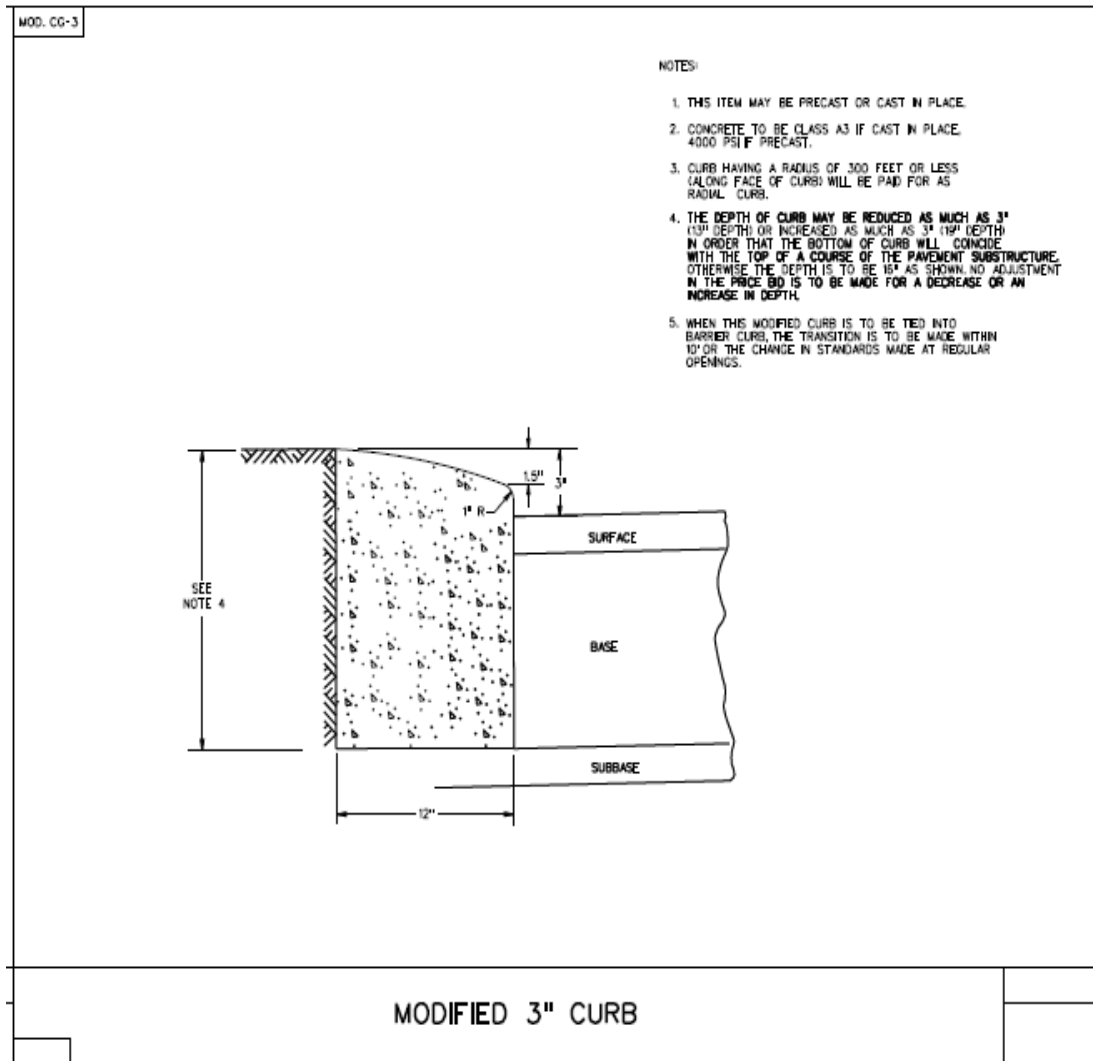 MOD. CG-3
NOTES:
1. THIS ITEM MAY BE PRECAST OR CAST IN PLACE.
2. CONCRETE TO BE CLASS A3 IF CAST IN PLACE,
4000 PSI IF PRECAST.
3. CURB HAVING A RADIUS OF 300 FEET OR LESS
(ALONG FACE OF CURB) WILL BE PAID FOR AS
RADIAL CURB.
4. THE DEPTH OF CURB MAY BE REDUCED AS MUCH AS 3"
(13" DEPTH) OR INCREASED AS MUCH AS 3" (19" DEPTH)
IN ORDER THAT THE BOTTOM OF CURB WILL COINCIDE
WITH THE TOP OF A COURSE OF THE PAVEMENT SUBSTRUCTURE.
OTHERWISE THE DEPTH IS TO BE 16" AS SHOWN. NO ADJUSTMENT
IN THE PRICE BID IS TO BE MADE FOR A DECREASE OR AN
INCREASE IN DEPTH.
5. WHEN THIS MODIFIED CURB IS TO BE TIED INTO
BARRIER CURB, THE TRANSITION IS TO BE MADE WITHIN
10' OR THE CHANGE IN STANDARDS MADE AT REGULAR
OPENINGS.
1.5"
3"
1" R
SURFACE
SEE
NOTE 4
BASE
SUBBASE
12"
MODIFIED 3" CURB